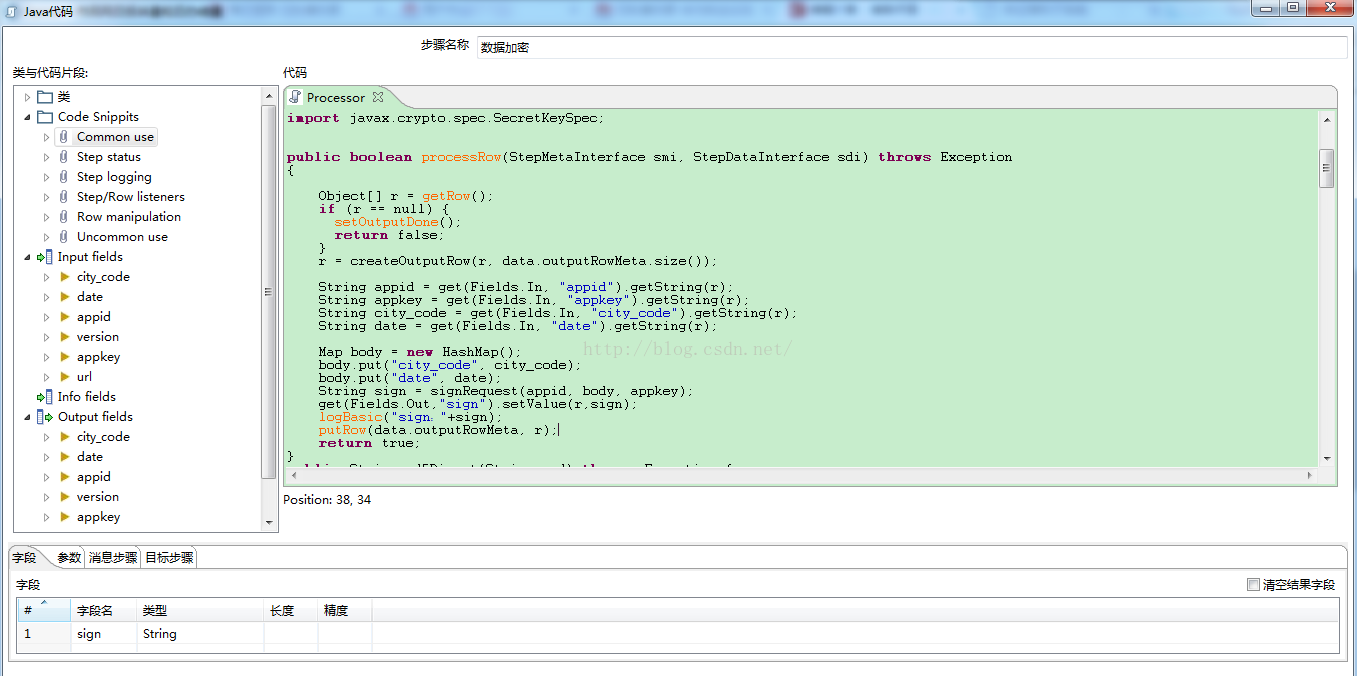 Java代码
步骤名称 数据加密
类与代码片段:
代码
类
Code Snippits
Common use
Step status
Step logging
Step/Row listeners
Row manipulation
Uncommon use
Input fields
city_code
date
appid
version
appkey
url
Info fields
Output fields
city_code
date
appid
version
appkey
Processor
import javax.crypto.spec.SecretKeySpec;
public boolean processRow(StepMetaInterface smi, StepDataInterface sdi) throws Exception
{
Object[] r = getRow();
if (r == null) {
setOutputDone();
return false;
}
r = createOutputRow(r, data.outputRowMeta.size());
String appid = get(Fields.In, "appid").getString(r);
String appkey = get(Fields.In, "appkey").getString(r);
String city_code = get(Fields.In, "city_code").getString(r);
String date = get(Fields.In, "date").getString(r);
Map body = new HashMap();
http://blog.csdn.net/
body.put("city_code", city_code);
body.put("date", date);
String sign = signRequest(appid, body, appkey);
get(Fields.Out,"sign").setValue(r,sign);
logBasic("sign:"+sign);
putRow(data.outputRowMeta, r);
return true;
}
Position: 38, 34
字段 参数 消息步骤 目标步骤
字段 清空结果字段
# 字段名 类型 长度 精度
1 sign String